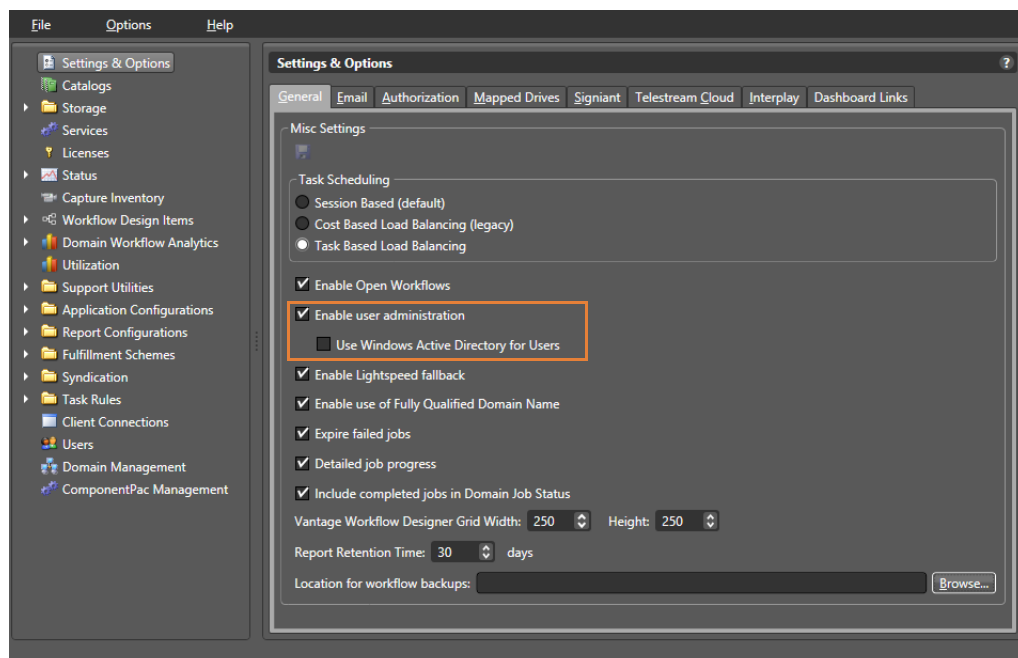 File Options Help
Settings & Options
Catalogs
Storage
Services
Licenses
Status
Capture Inventory
Workflow Design Items
Domain Workflow Analytics
Utilization
Support Utilities
Application Configurations
Report Configurations
Fulfillment Schemes
Syndication
Task Rules
Client Connections
Users
Domain Management
ComponentPac Management
Settings & Options ?
General Email Authorization Mapped Drives Signiant Telestream Cloud Interplay Dashboard Links
Misc Settings
Task Scheduling
Session Based (default)
Cost Based Load Balancing (legacy)
Task Based Load Balancing
Enable Open Workflows
Enable user administration
Use Windows Active Directory for Users
Enable Lightspeed fallback
Enable use of Fully Qualified Domain Name
Expire failed jobs
Detailed job progress
Include completed jobs in Domain Job Status
Vantage Workflow Designer Grid Width: 250 Height: 250
Report Retention Time: 30 days
Location for workflow backups: Browse...